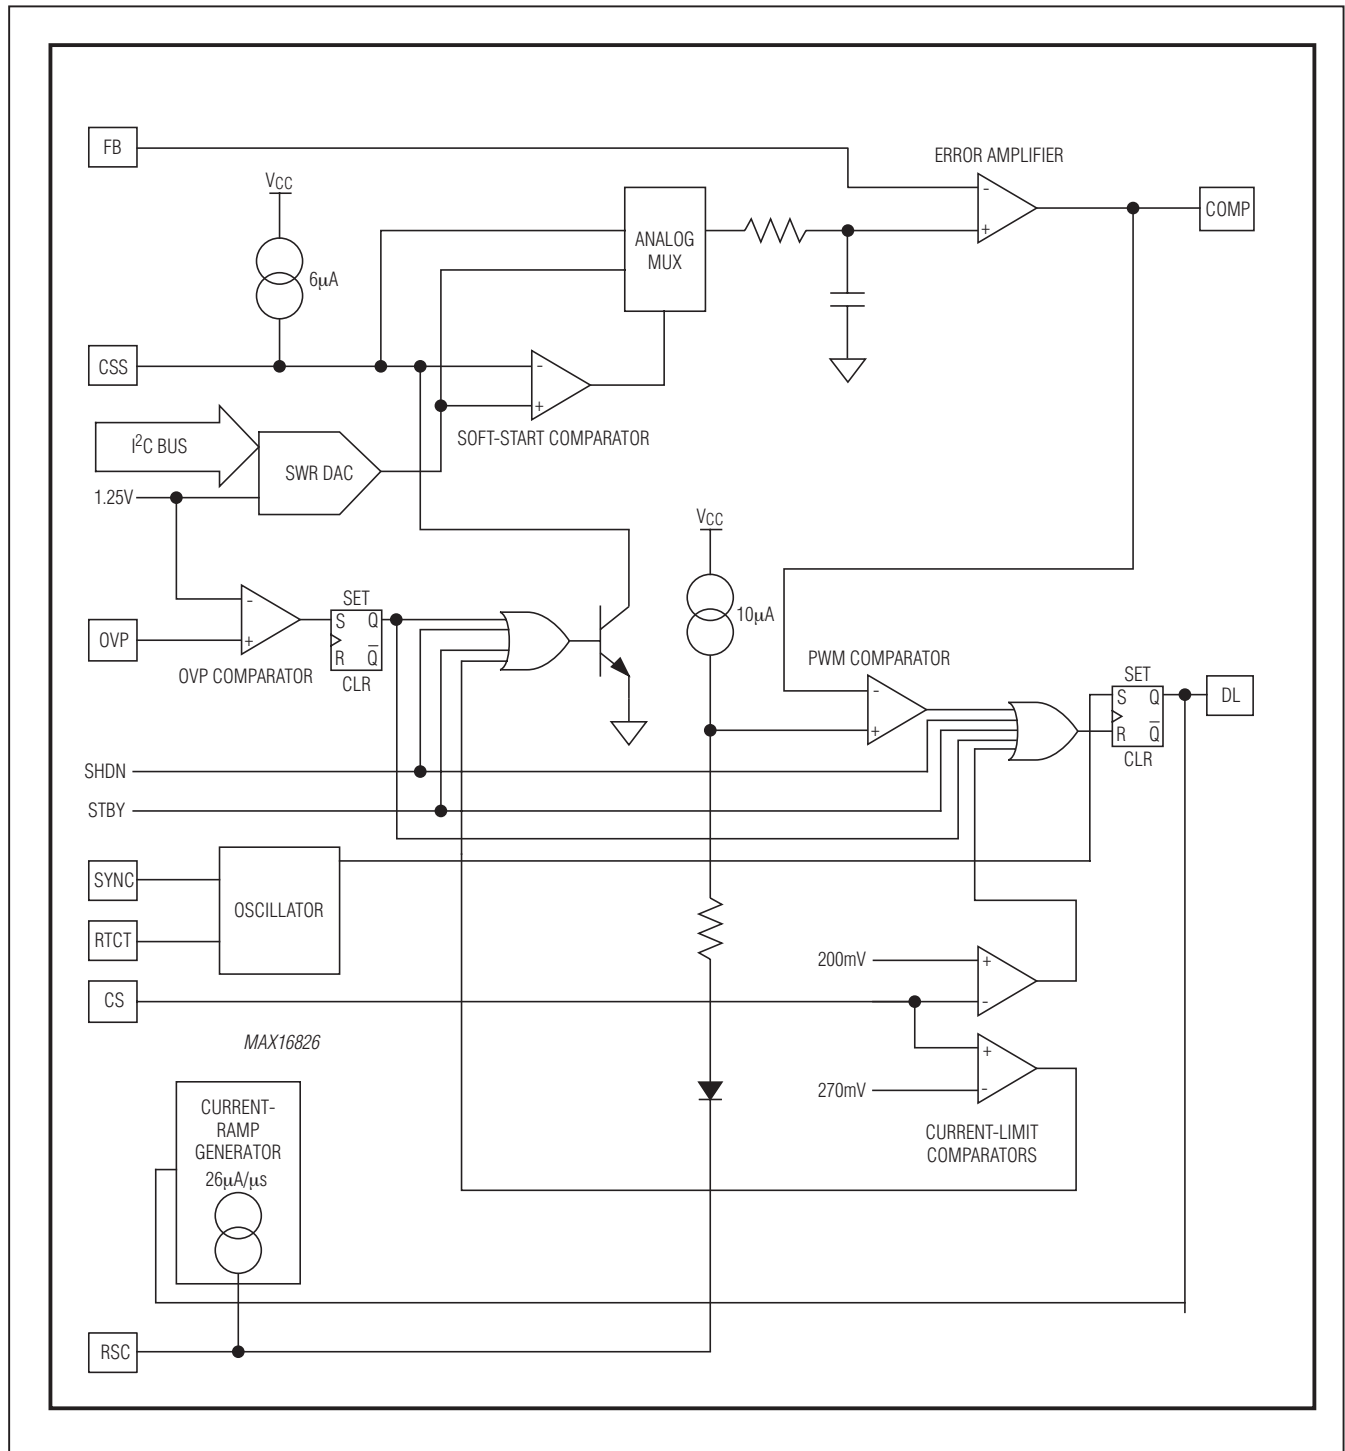 FB
ERROR AMPLIFIER
VCC
-
COMP
+
ANALOG
MUX
6µA
CSS
-
+
SOFT-START COMPARATOR
I²C BUS
SWR DAC
1.25V
VCC
SET
-
S Q
10µA
OVP
+
R Q̅
OVP COMPARATOR
CLR
PWM COMPARATOR
-
+
SET
S Q
DL
R Q̅
CLR
SHDN
STBY
SYNC
OSCILLATOR
RTCT
200mV
+
CS
-
MAX16826
+
270mV
-
CURRENT-LIMIT
COMPARATORS
CURRENT-
RAMP
GENERATOR
26µA/µs
RSC